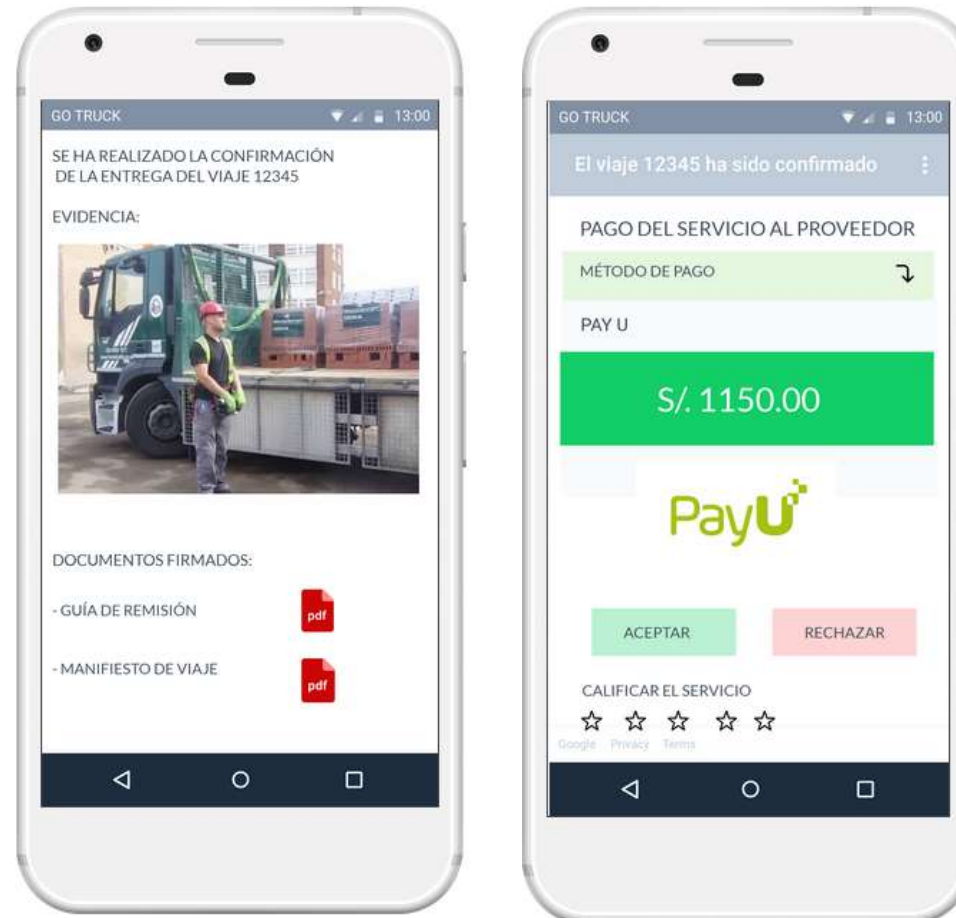 GO TRUCK
13:00
SE HA REALIZADO LA CONFIRMACIÓN
DE LA ENTREGA DEL VIAJE 12345
EVIDENCIA:
DOCUMENTOS FIRMADOS:
- GUÍA DE REMISIÓN
pdf
- MANIFIESTO DE VIAJE
pdf
GO TRUCK
13:00
El viaje 12345 ha sido confirmado
PAGO DEL SERVICIO AL PROVEEDOR
MÉTODO DE PAGO
PAY U
S/. 1150.00
PayU
ACEPTAR
RECHAZAR
CALIFICAR EL SERVICIO
Google Privacy Terms